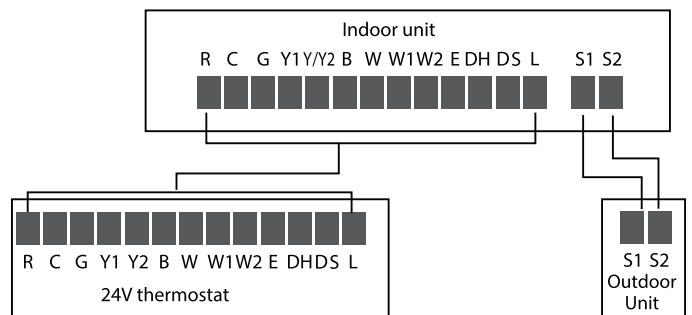 Indoor unit
R C G Y1 Y/Y2 B W W1 W2 E DH DS L S1 S2
R C G Y1 Y2 B W W1 W2 E DH DS L
24V thermostat
S1 S2
Outdoor
Unit